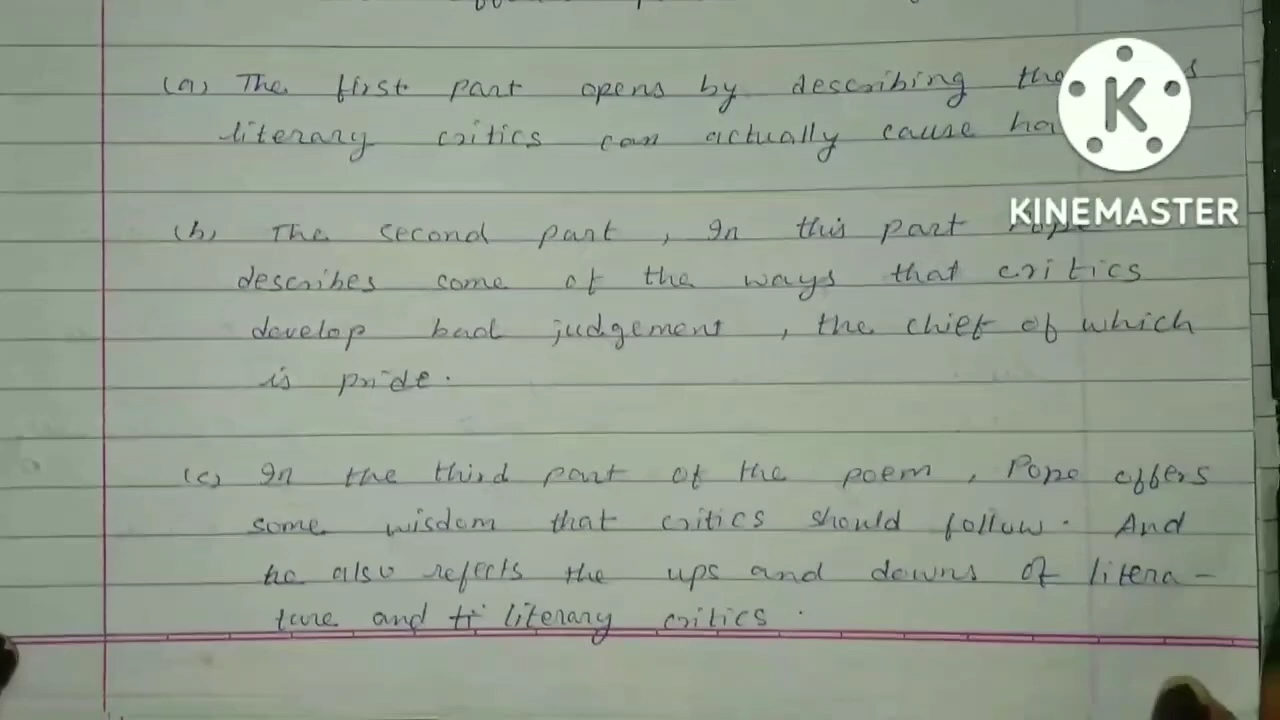 (a) The first part opens by describing the
literary critics can actually cause
K
KINEMASTER
(b) The second part, In this part
describes some of the ways that critics
develop bad judgement, the chief of which
is pride.
(c) In the third part of the poem, Pope offers
some wisdom that critics should follow. And
he also refects the ups and downs of litera-
ture and literary critics.